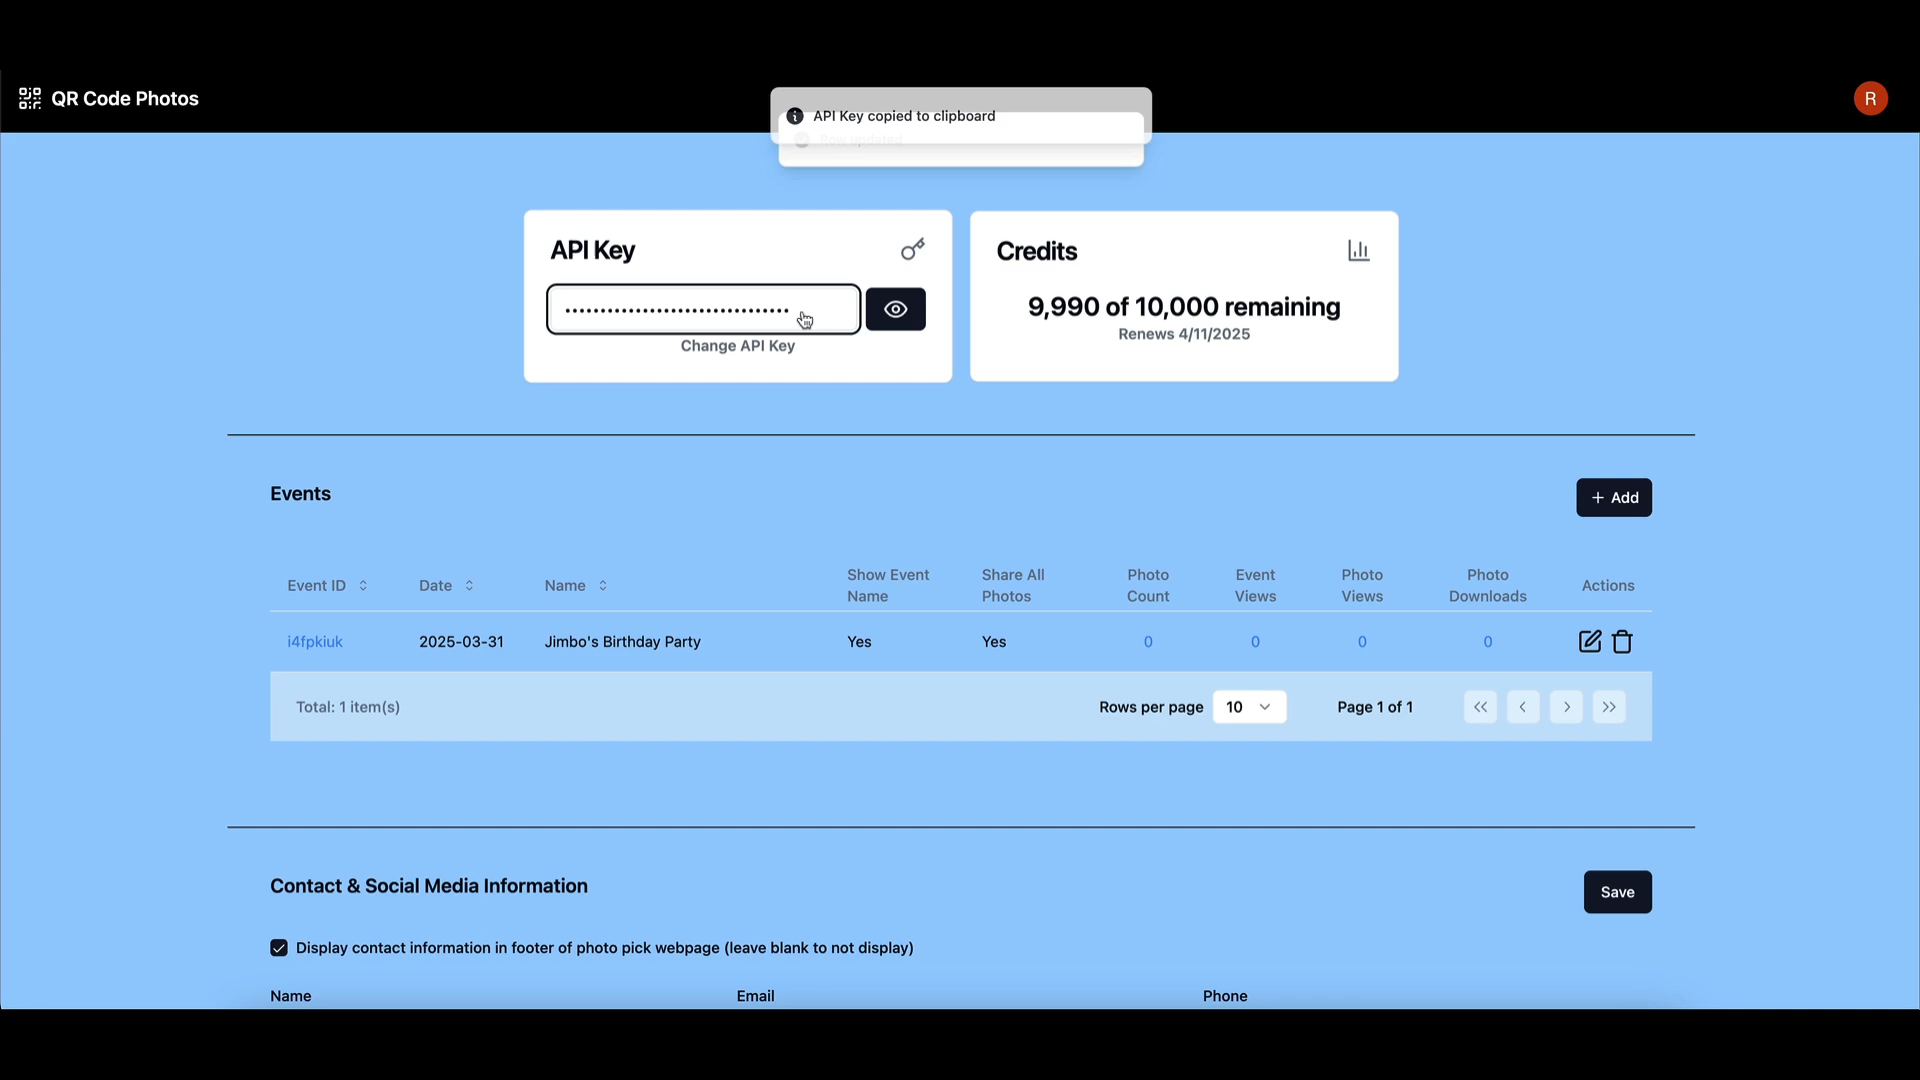 QR Code Photos
R
API Key copied to clipboard
Row updated
API Key
Credits
9,990 of 10,000 remaining
Renews 4/11/2025
Change API Key
Events
+ Add
Event ID
Date
Name
Show Event Name
Share All Photos
Photo Count
Event Views
Photo Views
Photo Downloads
Actions
i4fpkiuk
2025-03-31
Jimbo's Birthday Party
Yes
Yes
0
0
0
0
Total: 1 item(s)
Rows per page
10
Page 1 of 1
Contact & Social Media Information
Save
Display contact information in footer of photo pick webpage (leave blank to not display)
Name
Email
Phone